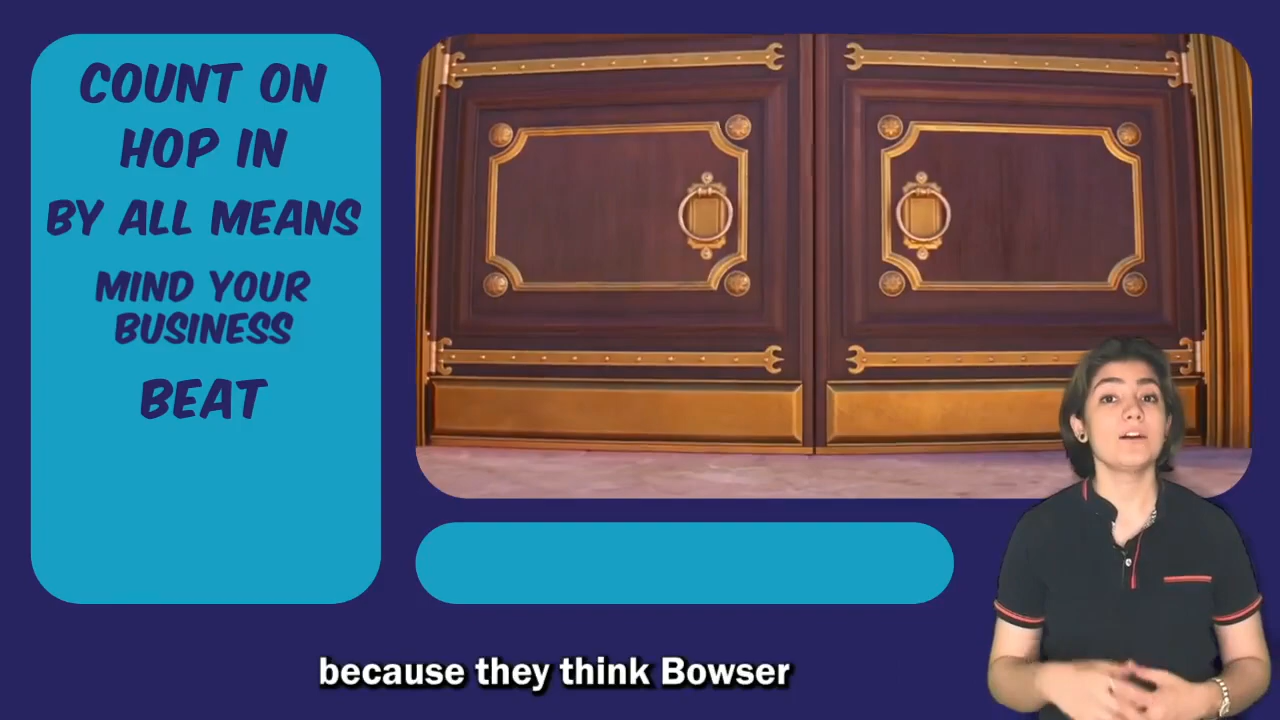 COUNT ON
HOP IN
BY ALL MEANS
MIND YOUR
BUSINESS
BEAT
because they think Bowser